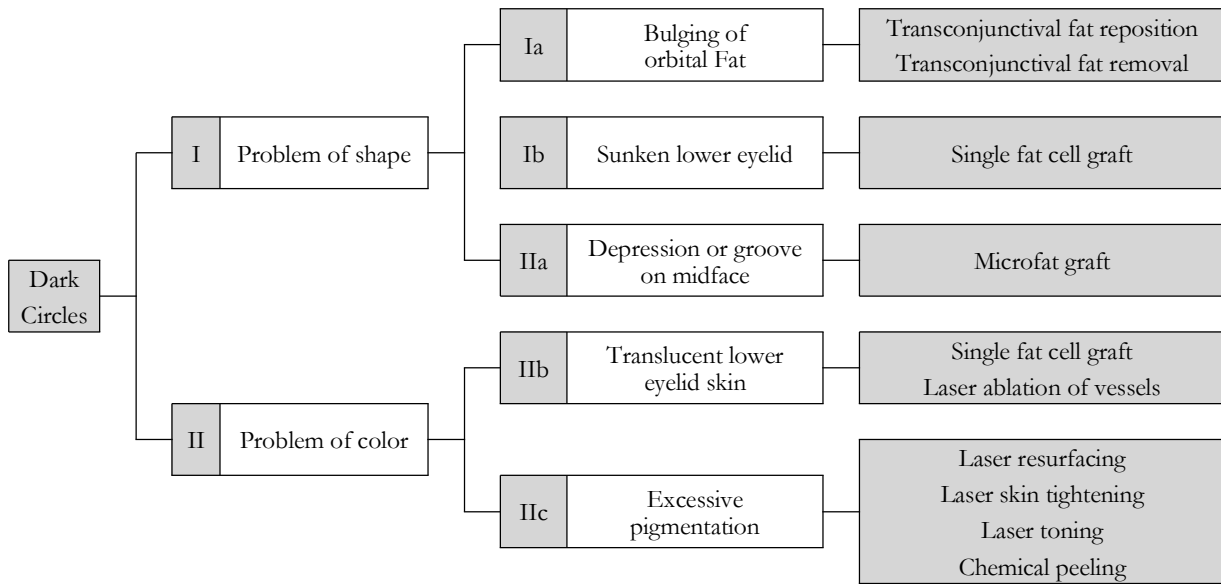 Dark
Circles
I
Problem of shape
Ia
Bulging of
orbital Fat
Transconjunctival fat reposition
Transconjunctival fat removal
Ib
Sunken lower eyelid
Single fat cell graft
IIa
Depression or groove
on midface
Microfat graft
II
Problem of color
IIb
Translucent lower
eyelid skin
Single fat cell graft
Laser ablation of vessels
IIc
Excessive
pigmentation
Laser resurfacing
Laser skin tightening
Laser toning
Chemical peeling